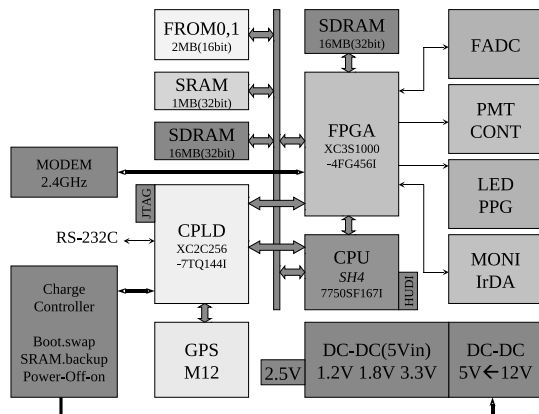 FROM0,1
2MB(16bit)
SDRAM
16MB(32bit)
FADC
SRAM
1MB(32bit)
FPGA
XC3S1000
-4FG456I
PMT
CONT
SDRAM
16MB(32bit)
MODEM
2.4GHz
LED
PPG
JTAG
CPLD
XC2C256
-7TQ144I
RS-232C
CPU
SH4
7750SF167I
HUDI
MONI
IrDA
Charge
Controller
Boot.swap
SRAM.backup
Power-Off-on
GPS
M12
2.5V
DC-DC(5Vin)
1.2V 1.8V 3.3V
DC-DC
5V←12V